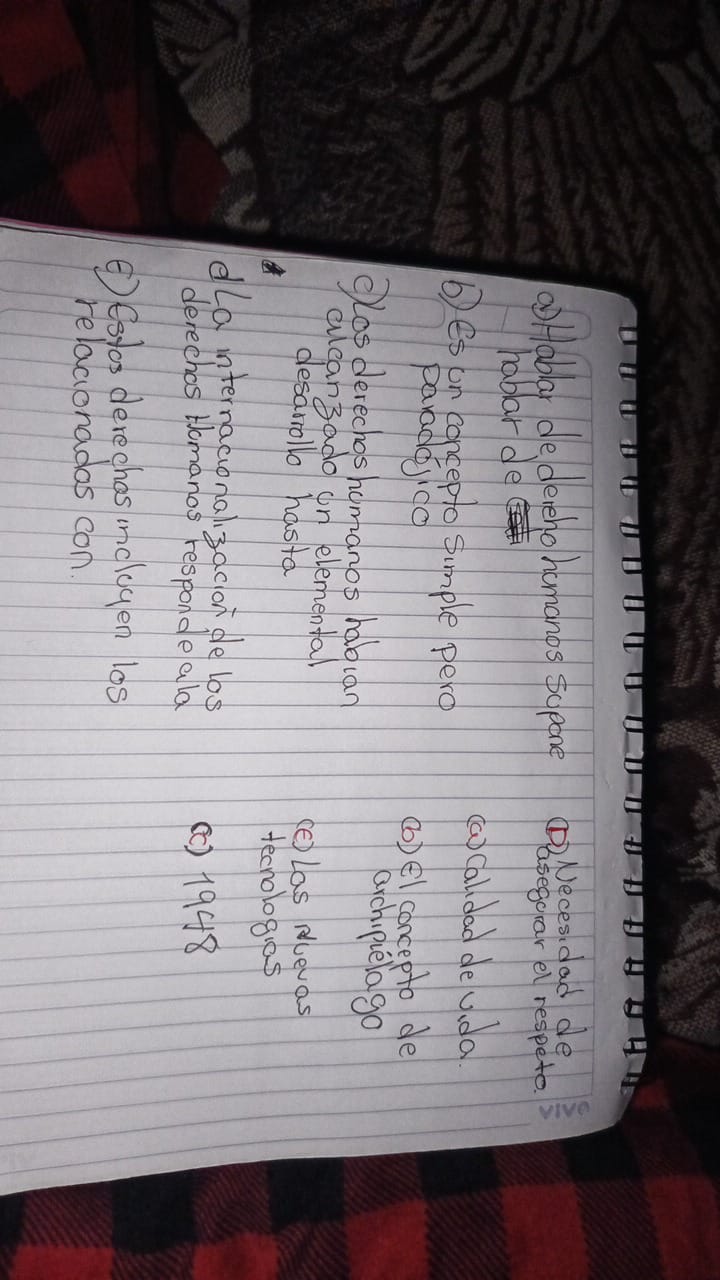 a) Hablar de dereho humanos supone
hablar de
b) Es un concepto simple pero
paradójico
c) Los derechos humanos habian
alcanzado un elemental
desarrollo hasta
d La internacionalización de los
derechos Humanos responde a la
E) Estos derechos incluyen los
relacionados con.
(D) Necesidad de
asegurar el respeto.
(a) Calidad de vida.
(b) El concepto de
archipiélago
(E) Las Nuevas
tecnologias
(c) 1948
VIVO